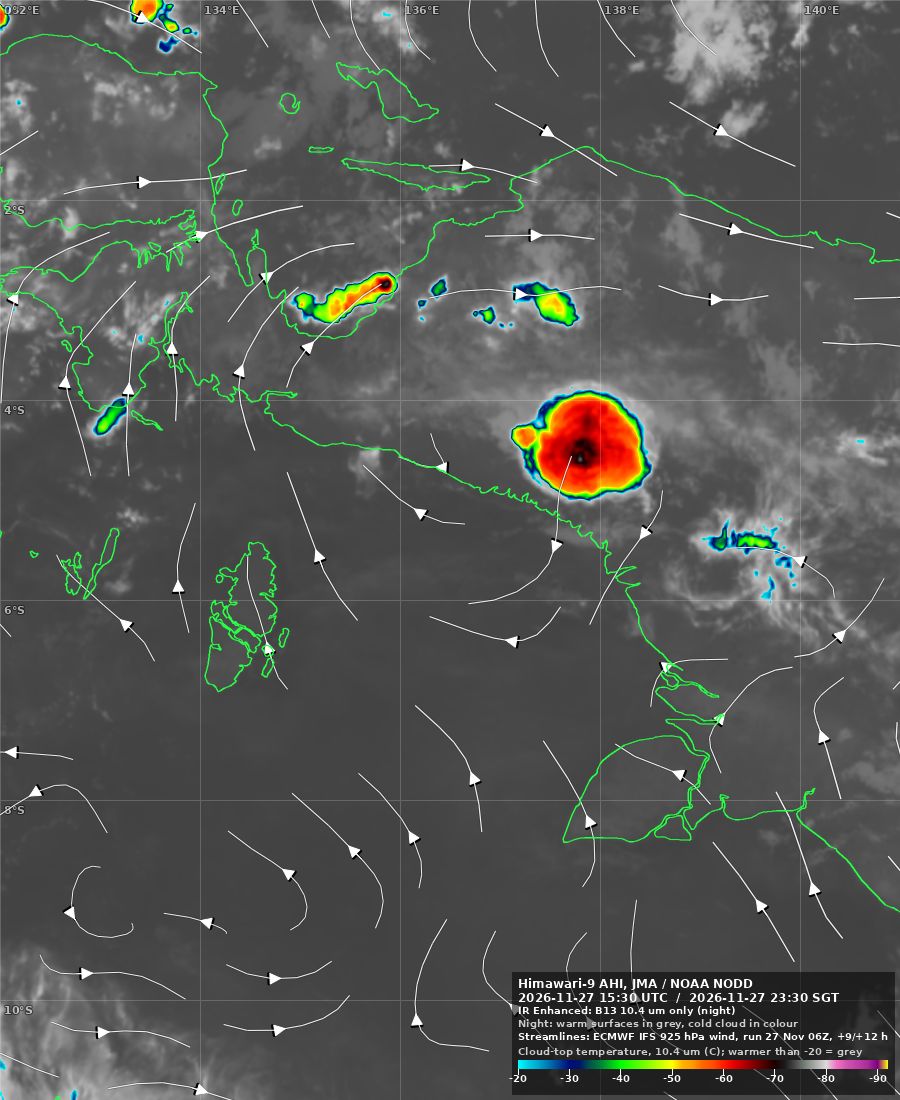 132°E 134°E 136°E 138°E 140°E
0°
2°S
4°S
6°S
8°S
10°S
Himawari-9 AHI, JMA / NOAA NODD
2026-11-27 15:30 UTC / 2026-11-27 23:30 SGT
IR Enhanced: B13 10.4 um only (night)
Night: warm surfaces in grey, cold cloud in colour
Streamlines: ECMWF IFS 925 hPa wind, run 27 Nov 06Z, +9/+12 h
Cloud-top temperature, 10.4 um (C); warmer than -20 = grey
-20 -30 -40 -50 -60 -70 -80 -90